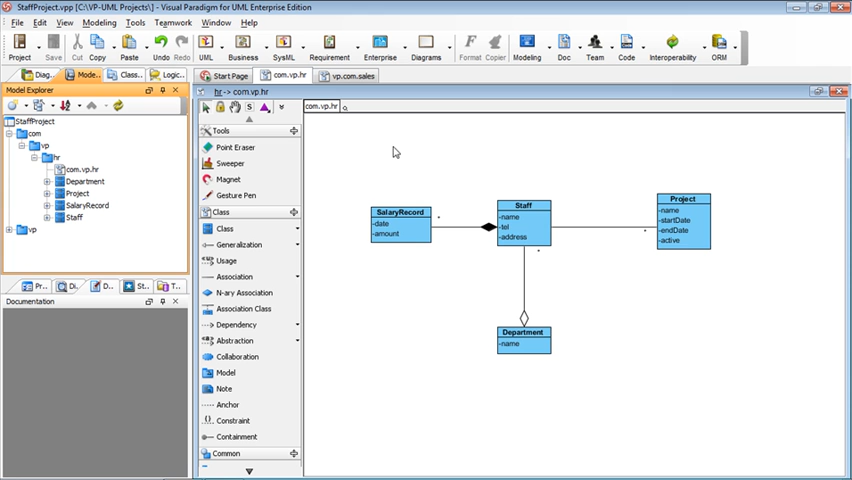 StaffProject.vpp [C:\VP-UML Projects\] - Visual Paradigm for UML Enterprise Edition
File Edit View Modeling Tools Teamwork Window Help
Project Save Cut Copy Paste Undo Redo UML Business SysML Requirement Enterprise Diagrams Format Copier Modeling Doc Team Code Interoperability ORM
Diag... Mode... Class... Logic... Start Page com.vp.hr vp.com.sales
Model Explorer
hr -> com.vp.hr
com.vp.hr
StaffProject
com
vp
hr
com.vp.hr
Department
Project
SalaryRecord
Staff
vp
Pr... Di... D... St... T...
Documentation
Tools
Point Eraser
Sweeper
Magnet
Gesture Pen
Class
Class
Generalization
Usage
Association
N-ary Association
Association Class
Dependency
Abstraction
Collaboration
Model
Note
Anchor
Constraint
Containment
Common
SalaryRecord
-date
-amount
*
Staff
-name
-tel
-address
*
*
Project
-name
-startDate
-endDate
-active
Department
-name